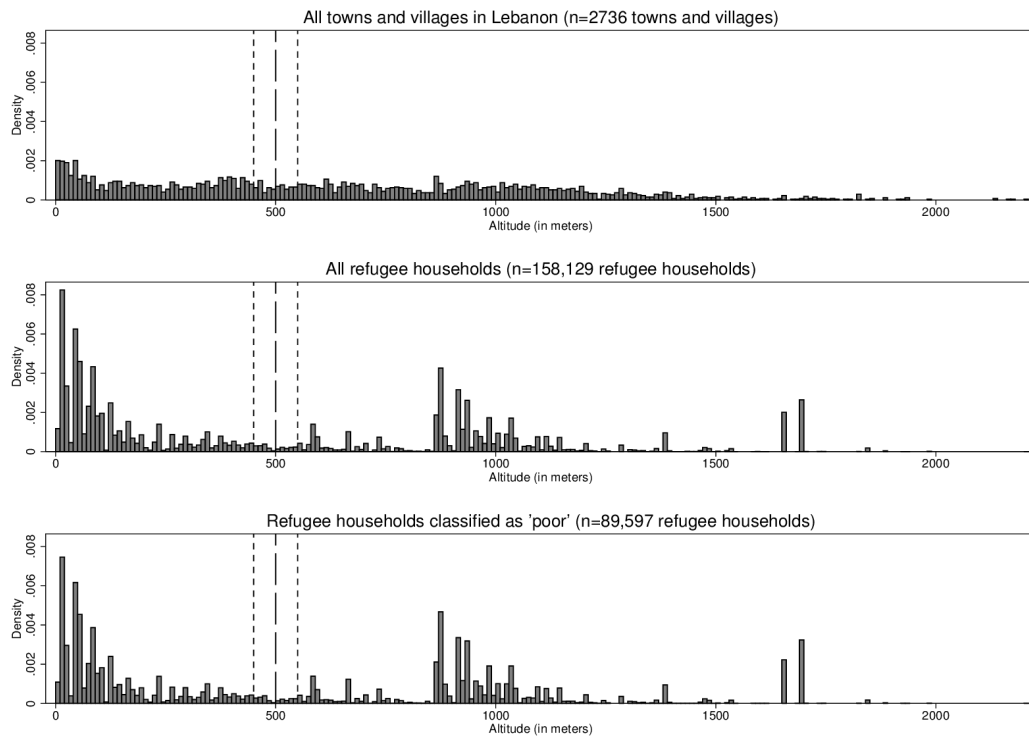 All towns and villages in Lebanon (n=2736 towns and villages)
Density
.008
.006
.004
.002
0
0 500 1000 1500 2000
Altitude (in meters)
All refugee households (n=158,129 refugee households)
Density
.008
.006
.004
.002
0
0 500 1000 1500 2000
Altitude (in meters)
Refugee households classified as 'poor' (n=89,597 refugee households)
Density
.008
.006
.004
.002
0
0 500 1000 1500 2000
Altitude (in meters)